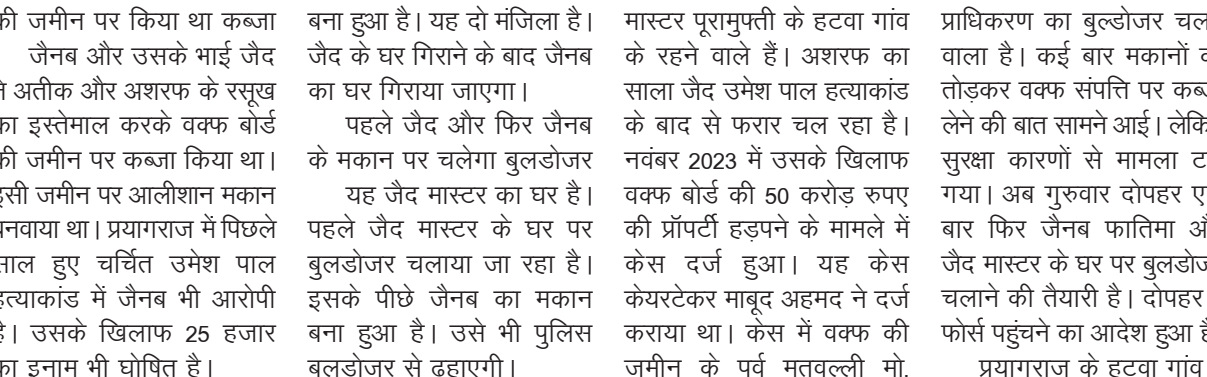 की जमीन पर किया था कब्जा
जैनब और उसके भाई जैद
ने अतीक और अशरफ के रसूख
का इस्तेमाल करके वक्फ बोर्ड
की जमीन पर कब्जा किया था।
इसी जमीन पर आलीशान मकान
बनवाया था। प्रयागराज में पिछले
साल हुए चर्चित उमेश पाल
हत्याकांड में जैनब भी आरोपी
है। उसके खिलाफ 25 हजार
का इनाम भी घोषित है।
बना हुआ है। यह दो मंजिला है।
जैद के घर गिराने के बाद जैनब
का घर गिराया जाएगा।
पहले जैद और फिर जैनब
के मकान पर चलेगा बुलडोजर
यह जैद मास्टर का घर है।
पहले जैद मास्टर के घर पर
बुलडोजर चलाया जा रहा है।
इसके पीछे जैनब का मकान
बना हुआ है। उसे भी पुलिस
बुलडोजर से ढहाएगी।
मास्टर पूरामुफ्ती के हटवा गांव
के रहने वाले हैं। अशरफ का
साला जैद उमेश पाल हत्याकांड
के बाद से फरार चल रहा है।
नवंबर 2023 में उसके खिलाफ
वक्फ बोर्ड की 50 करोड़ रुपए
की प्रॉपर्टी हड़पने के मामले में
केस दर्ज हुआ। यह केस
केयरटेकर माबूद अहमद ने दर्ज
कराया था। केस में वक्फ की
जमीन के पूर्व मुतवल्ली मो.
प्राधिकरण का बुल्डोजर
वाला है। कई बार मकानों
तोड़कर वक्फ संपत्ति पर
लेने की बात सामने आई।
सुरक्षा कारणों से मामला
गया। अब गुरुवार दोपहर
बार फिर जैनब फातिमा
जैद मास्टर के घर पर
चलाने की तैयारी है। दोपहर
फोर्स पहुंचने का आदेश हुआ
प्रयागराज के हटवा गांव